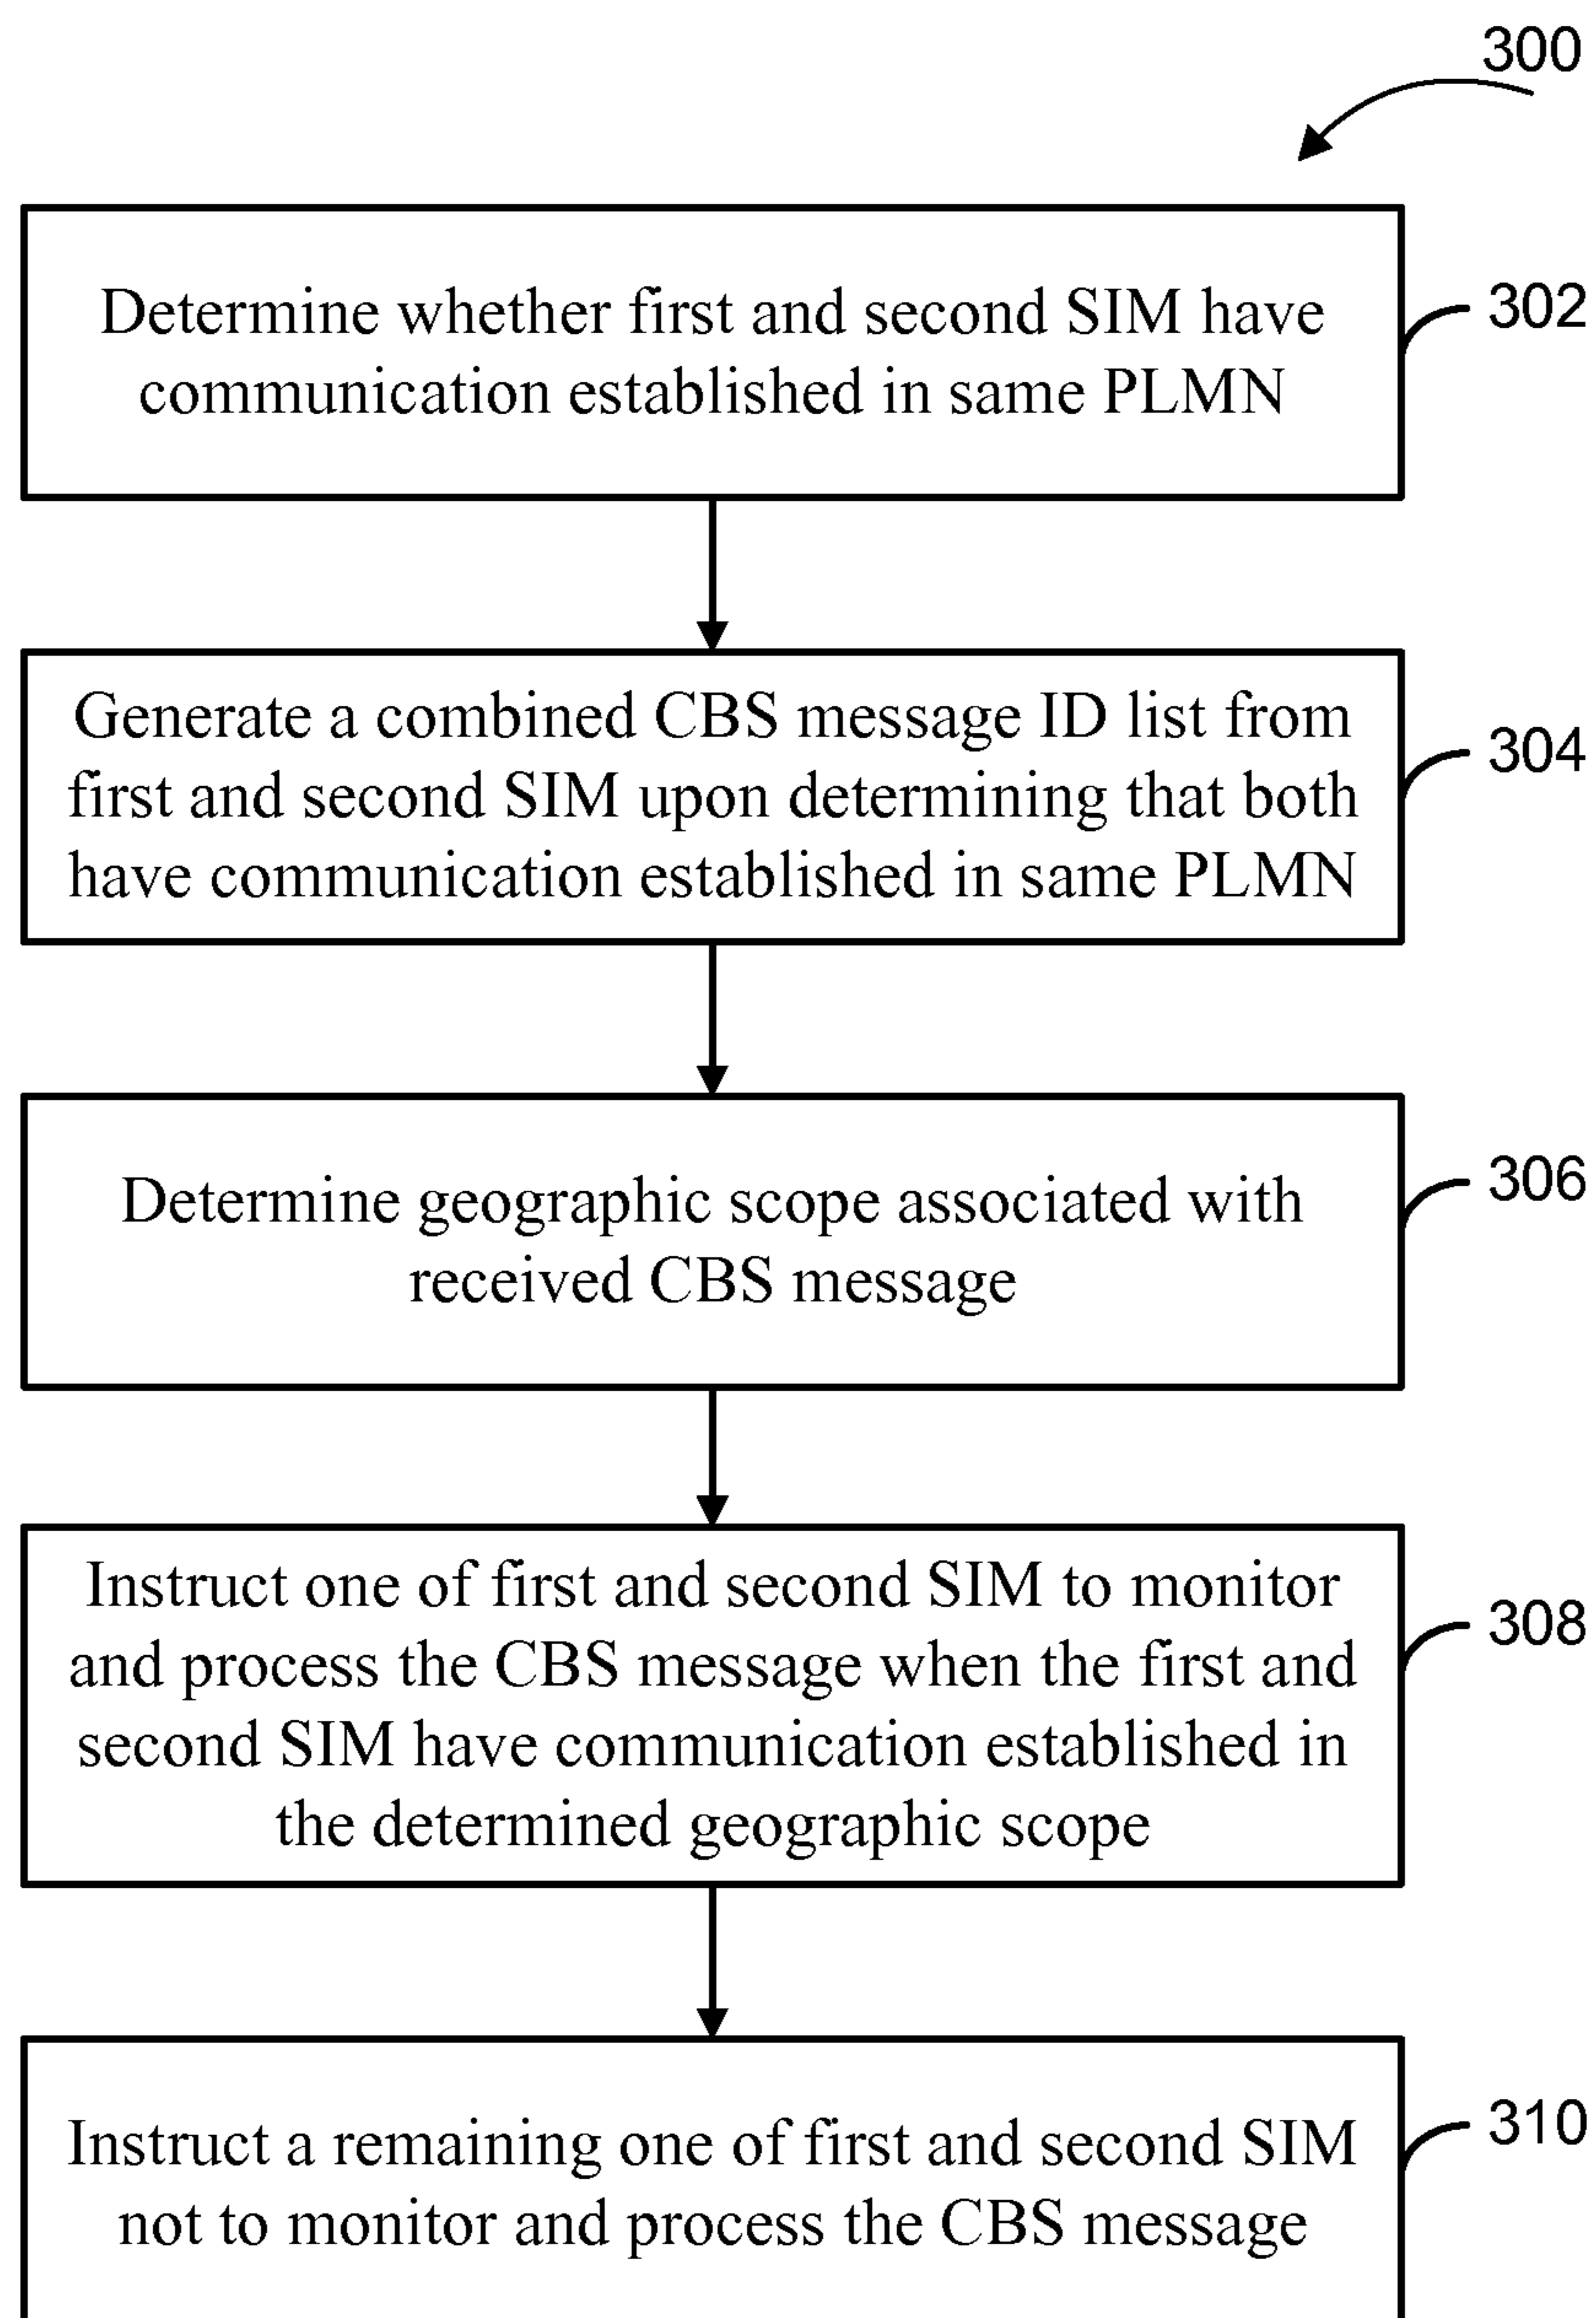 300
Determine whether first and second SIM have
communication established in same PLMN
302
Generate a combined CBS message ID list from
first and second SIM upon determining that both
have communication established in same PLMN
304
Determine geographic scope associated with
received CBS message
306
Instruct one of first and second SIM to monitor
and process the CBS message when the first and
second SIM have communication established in
the determined geographic scope
308
Instruct a remaining one of first and second SIM
not to monitor and process the CBS message
310